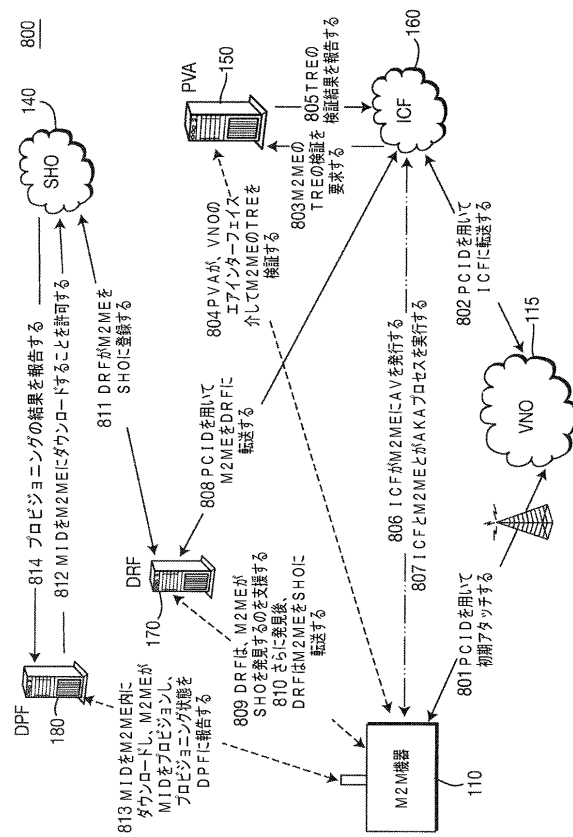 800
140
SHO
814 プロビジョニングの結果を報告する
812 MIDをM2MEにダウンロードすることを許可する
811 DRFがM2MEを
SHOに登録する
DPF
180
813 MIDをM2ME内に
ダウンロードし、M2MEが
MIDをプロビジョンし、
プロビジョニング状態を
DPFに報告する
DRF
170
809 DRFは、M2MEが
SHOを発見するのを支援する
810 さらに発見後、
DRFはM2MEをSHOに
転送する
808 PCIDを用いて
M2MEをDRFに
転送する
PVA
150
804 PVAが、VNOの
エアインターフェイス
介してM2MEのTREを
検証する
803 M2MEの
TREの検証を
要求する
805 TREの
検証結果を報告する
160
ICF
806 ICFがM2MEにAVを発行する
807 ICFとM2MEとがAKAプロセスを実行する
802 PCIDを用いて
ICFに転送する
115
VNO
801 PCIDを用いて
初期アタッチする
M2M機器
110